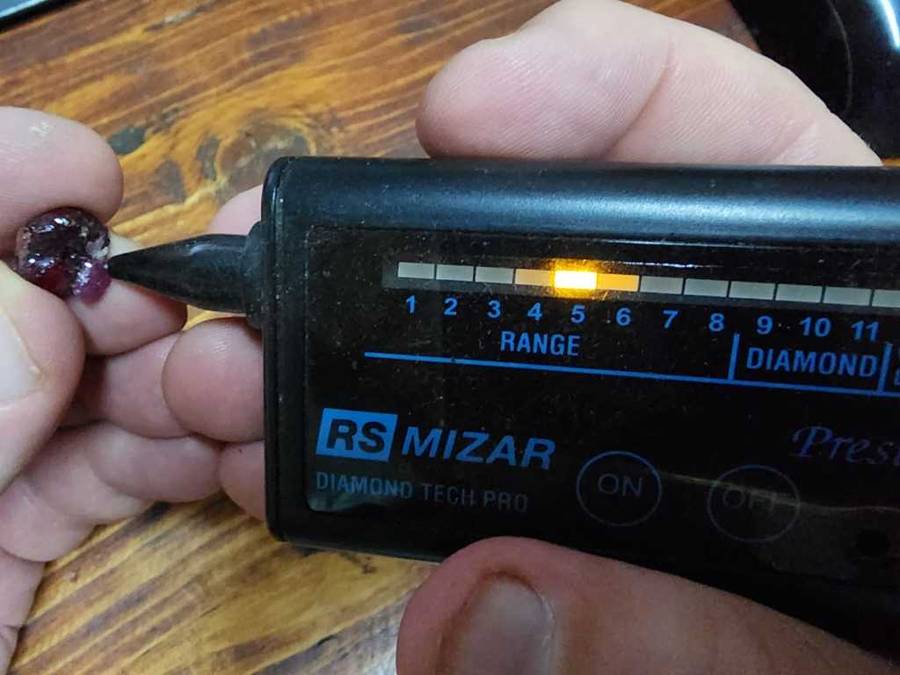 1 2 3 4 5 6 7 8 9 10 11
RANGE
DIAMOND
RS MIZAR
DIAMOND TECH PRO
ON
OFF